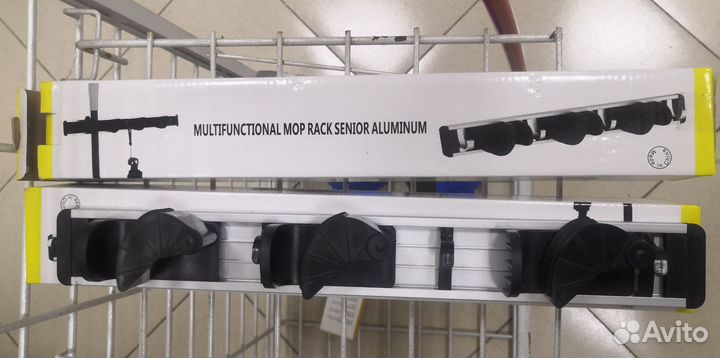 MULTIFUNCTIONAL MOP RACK SENIOR ALUMINUM
Avito